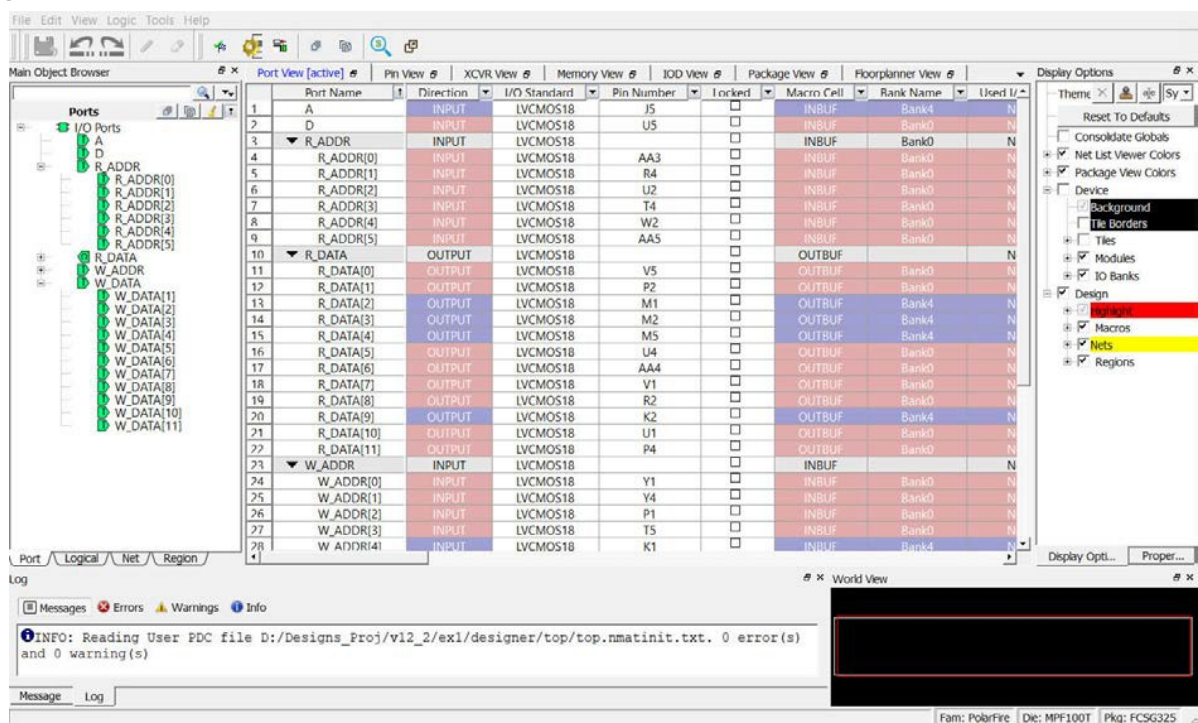 File Edit View Logic Tools Help
Main Object Browser
Ports
I/O Ports
A
D
R_ADDR
R_ADDR[0]
R_ADDR[1]
R_ADDR[2]
R_ADDR[3]
R_ADDR[4]
R_ADDR[5]
R_DATA
W_ADDR
W_DATA
W_DATA[1]
W_DATA[2]
W_DATA[3]
W_DATA[4]
W_DATA[5]
W_DATA[6]
W_DATA[7]
W_DATA[8]
W_DATA[9]
W_DATA[10]
W_DATA[11]
Port Logical Net Region
Port View [active] Pin View XCVR View Memory View IOD View Package View Floorplanner View
Port Name Direction I/O Standard Pin Number Locked Macro Cell Bank Name Used I/
1 A INPUT LVCMOS18 J5 INBUF Bank4 N
2 D INPUT LVCMOS18 U5 INBUF Bank0 N
3 R_ADDR INPUT LVCMOS18 INBUF Bank0 N
4 R_ADDR[0] INPUT LVCMOS18 AA3 INBUF Bank0 N
5 R_ADDR[1] INPUT LVCMOS18 R4 INBUF Bank0 N
6 R_ADDR[2] INPUT LVCMOS18 U2 INBUF Bank0 N
7 R_ADDR[3] INPUT LVCMOS18 T4 INBUF Bank0 N
8 R_ADDR[4] INPUT LVCMOS18 W2 INBUF Bank0 N
9 R_ADDR[5] INPUT LVCMOS18 AA5 INBUF Bank0 N
10 R_DATA OUTPUT LVCMOS18 OUTBUF N
11 R_DATA[0] OUTPUT LVCMOS18 V5 OUTBUF Bank0 N
12 R_DATA[1] OUTPUT LVCMOS18 P2 OUTBUF Bank0 N
13 R_DATA[2] OUTPUT LVCMOS18 M1 OUTBUF Bank4 N
14 R_DATA[3] OUTPUT LVCMOS18 M2 OUTBUF Bank4 N
15 R_DATA[4] OUTPUT LVCMOS18 M5 OUTBUF Bank4 N
16 R_DATA[5] OUTPUT LVCMOS18 U4 OUTBUF Bank0 N
17 R_DATA[6] OUTPUT LVCMOS18 AA4 OUTBUF Bank0 N
18 R_DATA[7] OUTPUT LVCMOS18 V1 OUTBUF Bank0 N
19 R_DATA[8] OUTPUT LVCMOS18 R2 OUTBUF Bank0 N
20 R_DATA[9] OUTPUT LVCMOS18 K2 OUTBUF Bank4 N
21 R_DATA[10] OUTPUT LVCMOS18 U1 OUTBUF Bank0 N
22 R_DATA[11] OUTPUT LVCMOS18 P4 OUTBUF Bank0 N
23 W_ADDR INPUT LVCMOS18 INBUF N
24 W_ADDR[0] INPUT LVCMOS18 Y1 INBUF Bank0 N
25 W_ADDR[1] INPUT LVCMOS18 Y4 INBUF Bank0 N
26 W_ADDR[2] INPUT LVCMOS18 P1 INBUF Bank0 N
27 W_ADDR[3] INPUT LVCMOS18 T5 INBUF Bank0 N
28 W_ADDR[4] INPUT LVCMOS18 K1 INBUF Bank4 N
Display Options
Theme Sy
Reset To Defaults
Consolidate Globals
Net List Viewer Colors
Package View Colors
Device
Background
Tile Borders
Tiles
Modules
IO Banks
Design
Highlight
Macros
Nets
Regions
Display Opti... Proper...
Log
Messages Errors Warnings Info
INFO: Reading User PDC file D:/Designs_Proj/v12_2/ex1/designer/top/top.nmatinit.txt. 0 error(s)
and 0 warning(s)
Message Log
World View
Fam: PolarFire Die: MPF100T Pkg: FCSG325